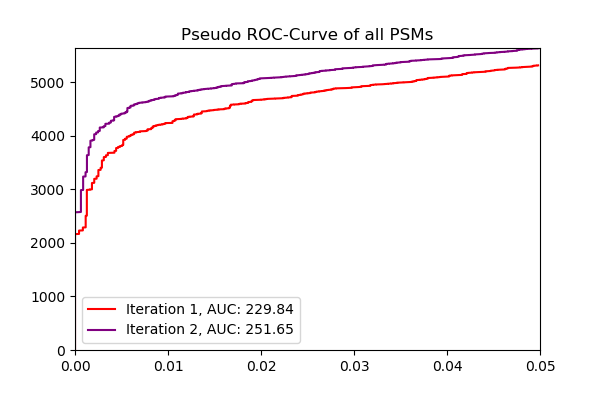 Pseudo ROC-Curve of all PSMs
5000
4000
3000
2000
1000
0
Iteration 1, AUC: 229.84
Iteration 2, AUC: 251.65
0.00 0.01 0.02 0.03 0.04 0.05